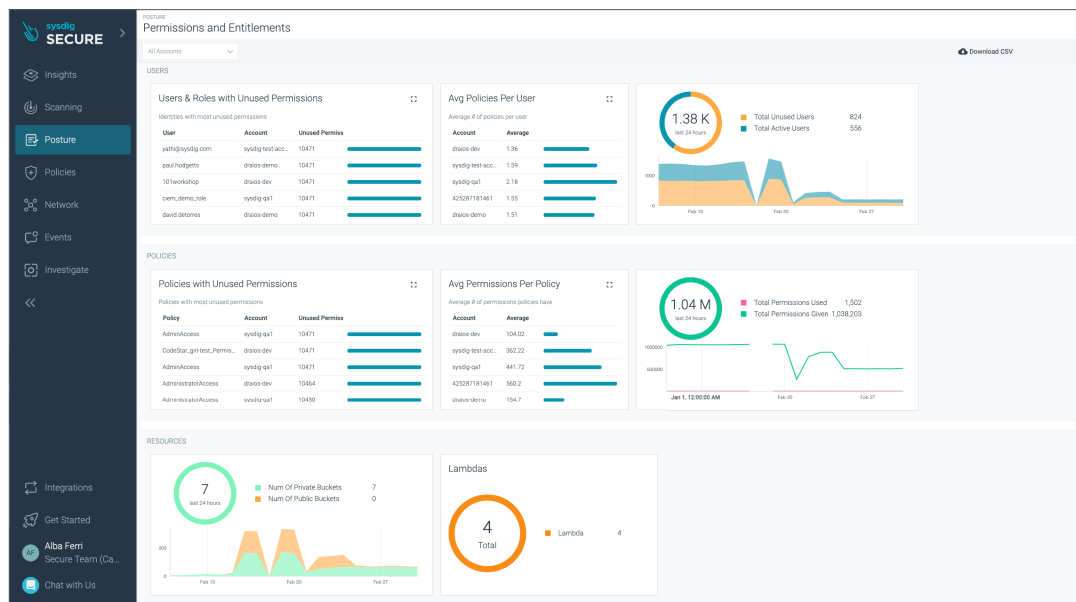 sysdig
SECURE
Insights
Scanning
Posture
Policies
Network
Events
Investigate
Integrations
Get Started
AF
Alba Ferri
Secure Team (Ca...
Chat with Us
POSTURE
Permissions and Entitlements
All Accounts
Download CSV
USERS
Users & Roles with Unused Permissions
Identities with most unused permissions
User Account Unused Permiss
yathi@sysdig.com sysdig-test-acc... 10471
paul.hodgetts draios-demo 10471
101workshop draios-dev 10471
ciem_demo_role sysdig-qa1 10471
david.detorres draios-demo 10471
Avg Policies Per User
Average # of policies per user
Account Average
draios-dev 1.36
sysdig-test-acc... 1.59
sysdig-qa1 2.18
425287181461 1.55
draios-demo 1.51
1.38 K
last 24 hours
Total Unused Users 824
Total Active Users 556
1000
0
Feb 13 Feb 20 Feb 27
POLICIES
Policies with Unused Permissions
Policies with most unused permissions
Policy Account Unused Permiss
AdminAccess sysdig-qa1 10471
CodeStar_giri-test_Permis... draios-dev 10471
AdminAccess sysdig-qa1 10471
AdministratorAccess draios-dev 10464
AdministratorAccess sysdig-qa1 10450
Avg Permissions Per Policy
Average # of permissions policies have
Account Average
draios-dev 104.02
sysdig-test-acc... 362.22
sysdig-qa1 441.72
425287181461 560.2
draios-demo 154.7
1.04 M
last 24 hours
Total Permissions Used 1,502
Total Permissions Given 1,038,203
1000000
500000
Jan 1, 12:00:00 AM Feb 20 Feb 27
RESOURCES
7
last 24 hours
Num Of Private Buckets 7
Num Of Public Buckets 0
200
0
Feb 13 Feb 20 Feb 27
Lambdas
4
Total
Lambda 4